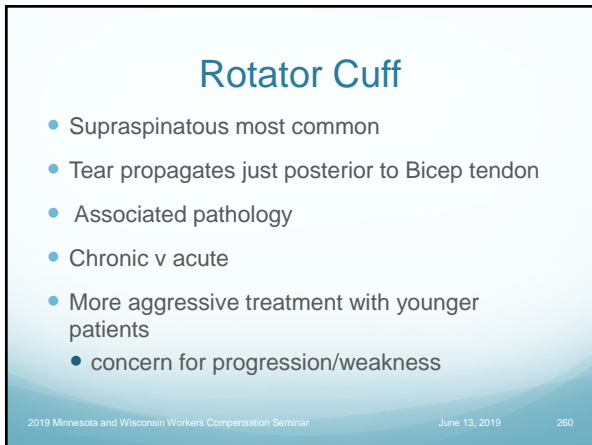 Rotator Cuff
Supraspinatous most common
Tear propagates just posterior to Bicep tendon
Associated pathology
Chronic v acute
More aggressive treatment with younger
patients
concern for progression/weakness
2019 Minnesota and Wisconsin Workers Compensation Seminar June 13, 2019 260